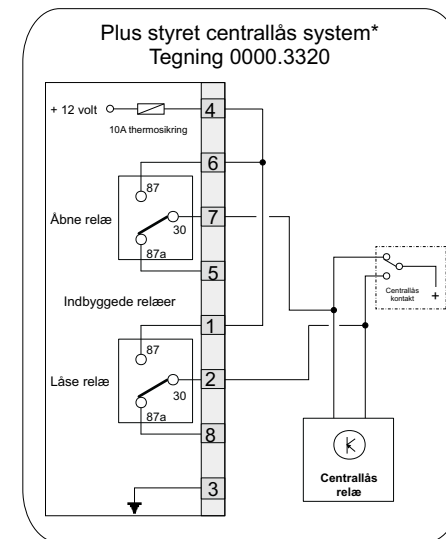 Plus styret centrallås system*
Tegning 0000.3320
+ 12 volt
10A thermosikring
4
6
87
Åbne relæ
7
30
87a
5
Indbyggede relæer
1
87
Låse relæ
2
30
87a
8
3
Centrallås
kontakt
+
Centrallås
relæ